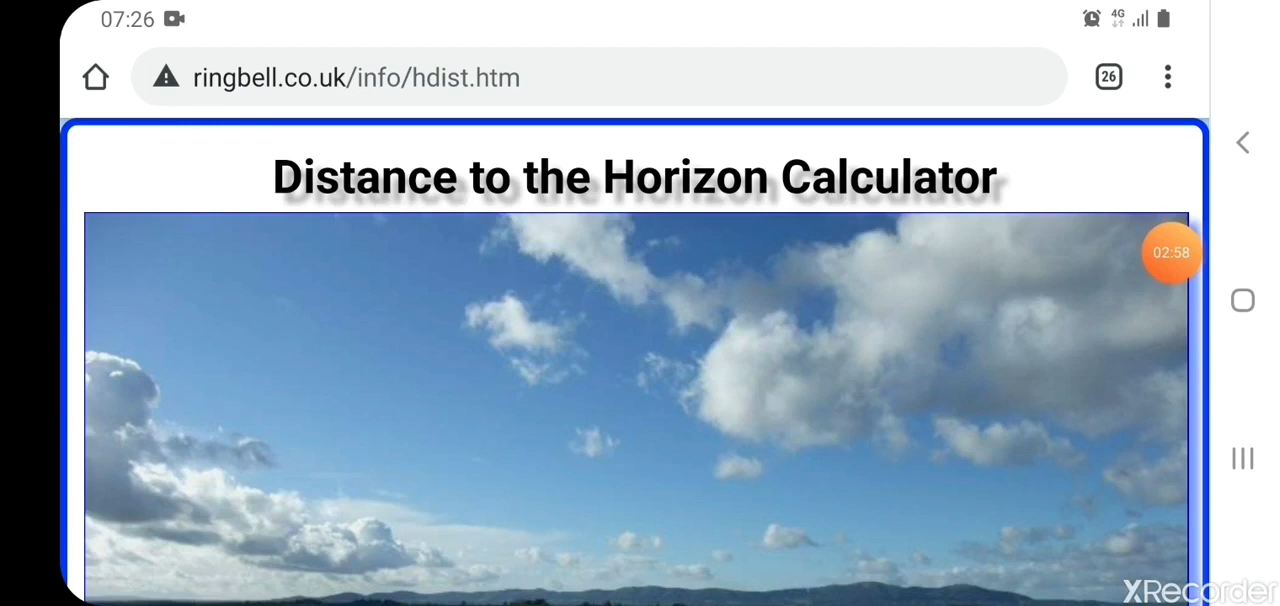 07:26
4G
ringbell.co.uk/info/hdist.htm
26
Distance to the Horizon Calculator
02:58
XRecorder